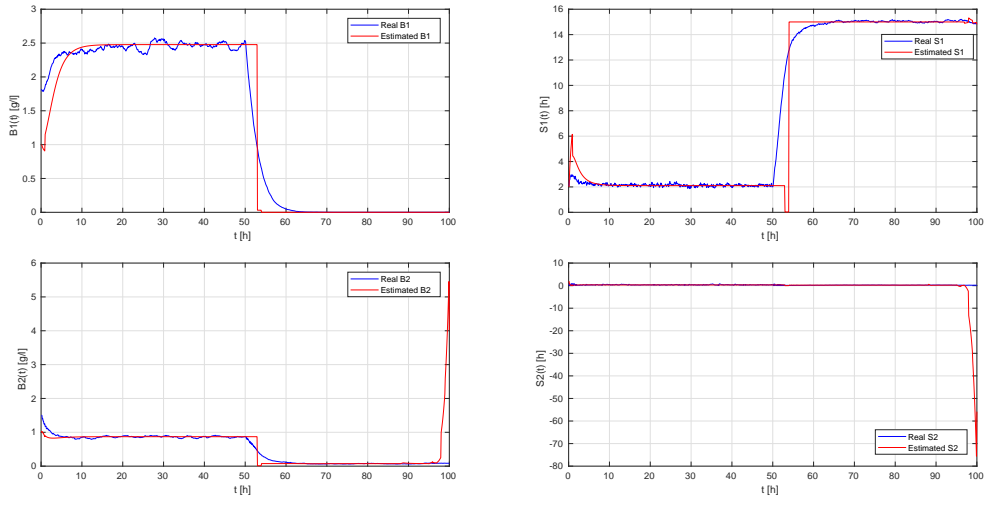 3
2.5
2
1.5
1
0.5
0
B1(t) [g/l]
Real B1
Estimated B1
0 10 20 30 40 50 60 70 80 90 100
t [h]
16
14
12
10
8
6
4
2
0
S1(t) [h]
Real S1
Estimated S1
0 10 20 30 40 50 60 70 80 90 100
t [h]
6
5
4
3
2
1
0
B2(t) [g/l]
Real B2
Estimated B2
0 10 20 30 40 50 60 70 80 90 100
t [h]
10
0
-10
-20
-30
-40
-50
-60
-70
-80
S2(t) [h]
Real S2
Estimated S2
0 10 20 30 40 50 60 70 80 90 100
t [h]